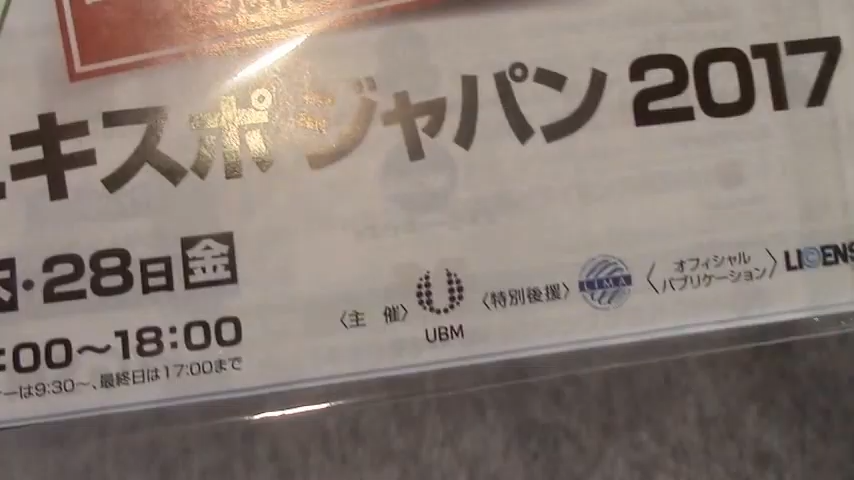 エキスポ ジャパン 2017
・28日 金
:00〜18:00
は9:30〜、最終日は17:00まで
〈主 催〉 UBM 〈特別後援〉 LIMA 〈オフィシャルパブリケーション〉 LICENS